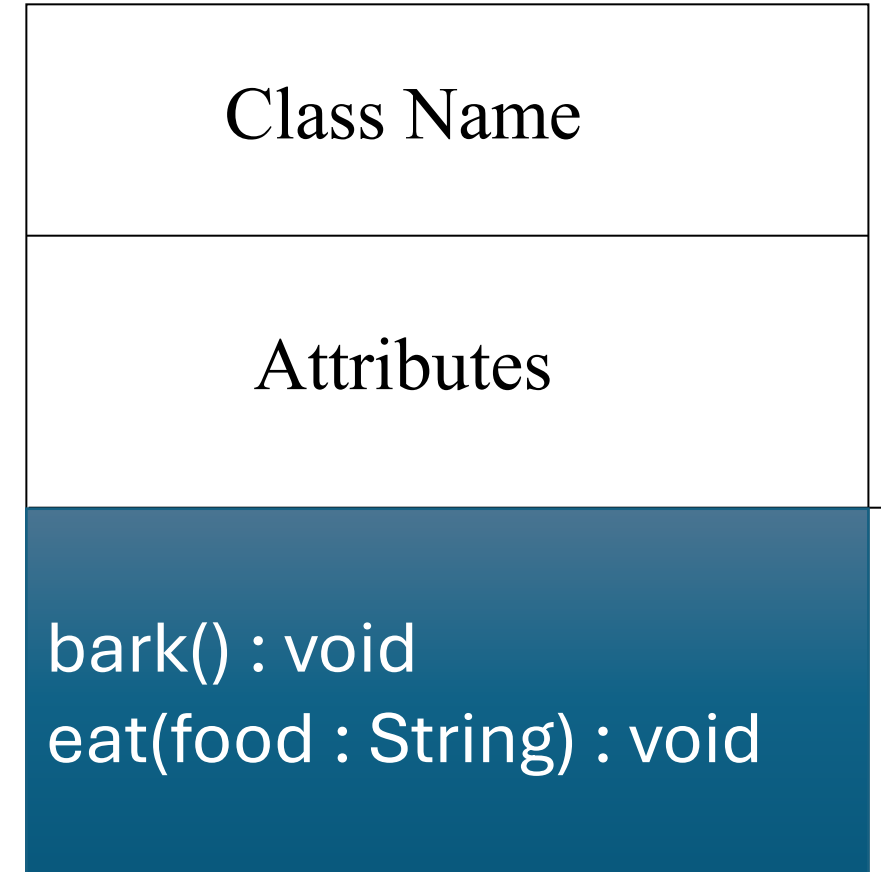 Class Name
Attributes
bark() : void
eat(food : String) : void